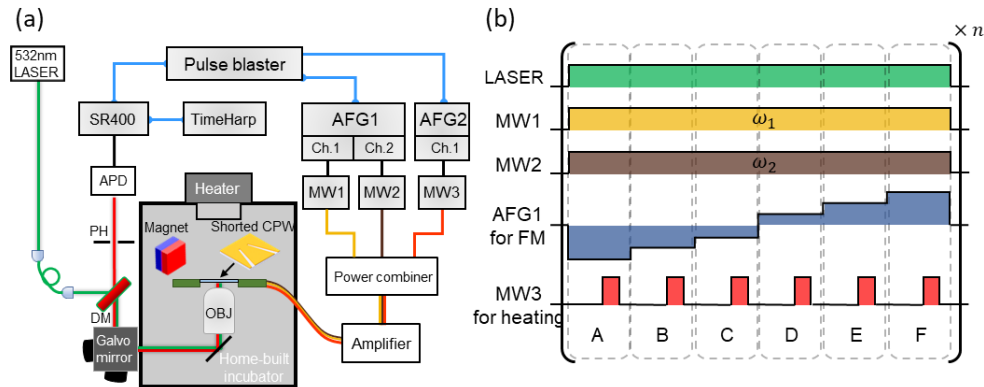 (a)
532nm
LASER
Pulse blaster
SR400
TimeHarp
AFG1
AFG2
Ch.1
Ch.2
Ch.1
APD
MW1
MW2
MW3
Heater
PH
Magnet
Shorted CPW
Power combiner
DM
OBJ
Amplifier
Galvo
mirror
Home-built
incubator
(b)
× n
LASER
MW1
ω₁
MW2
ω₂
AFG1
for FM
MW3
for heating
A B C D E F